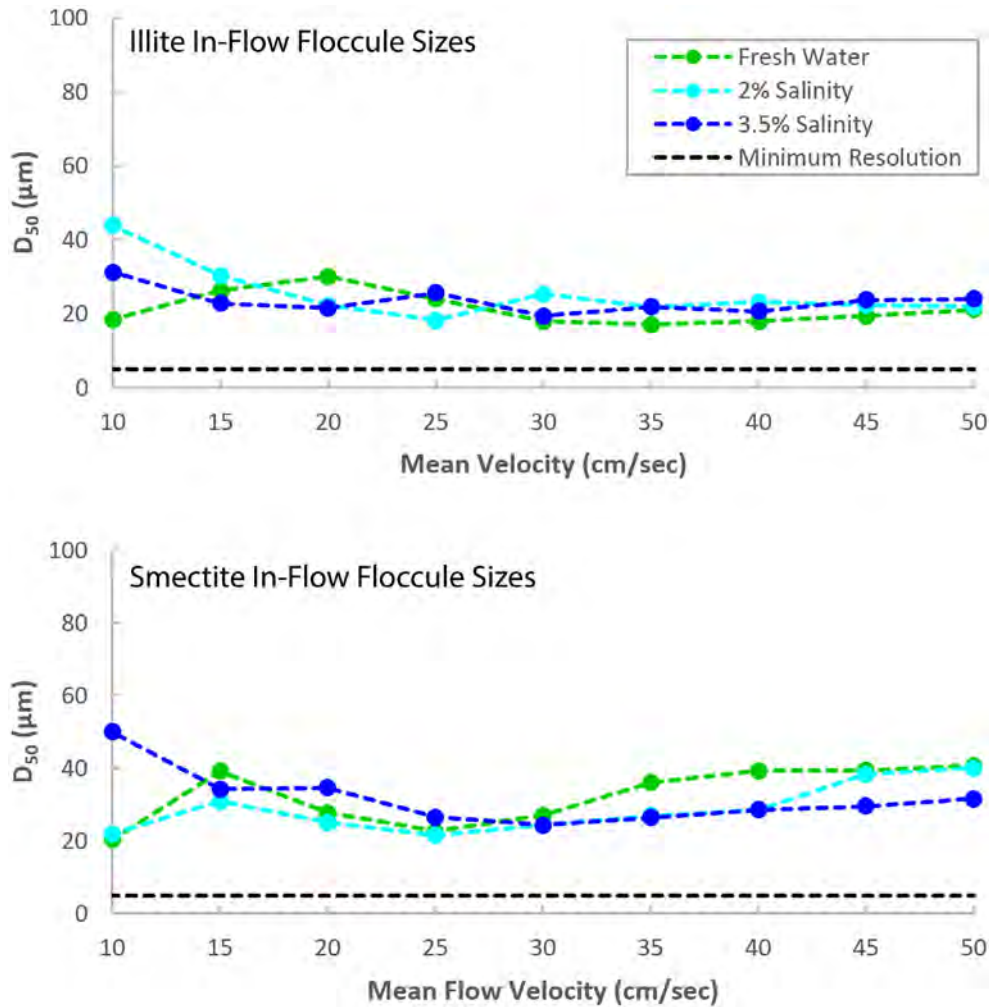 Illite In-Flow Floccule Sizes
Fresh Water
2% Salinity
3.5% Salinity
Minimum Resolution
100
80
60
40
20
0
D50 (µm)
10 15 20 25 30 35 40 45 50
Mean Velocity (cm/sec)
Smectite In-Flow Floccule Sizes
100
80
60
40
20
0
D50 (µm)
10 15 20 25 30 35 40 45 50
Mean Flow Velocity (cm/sec)